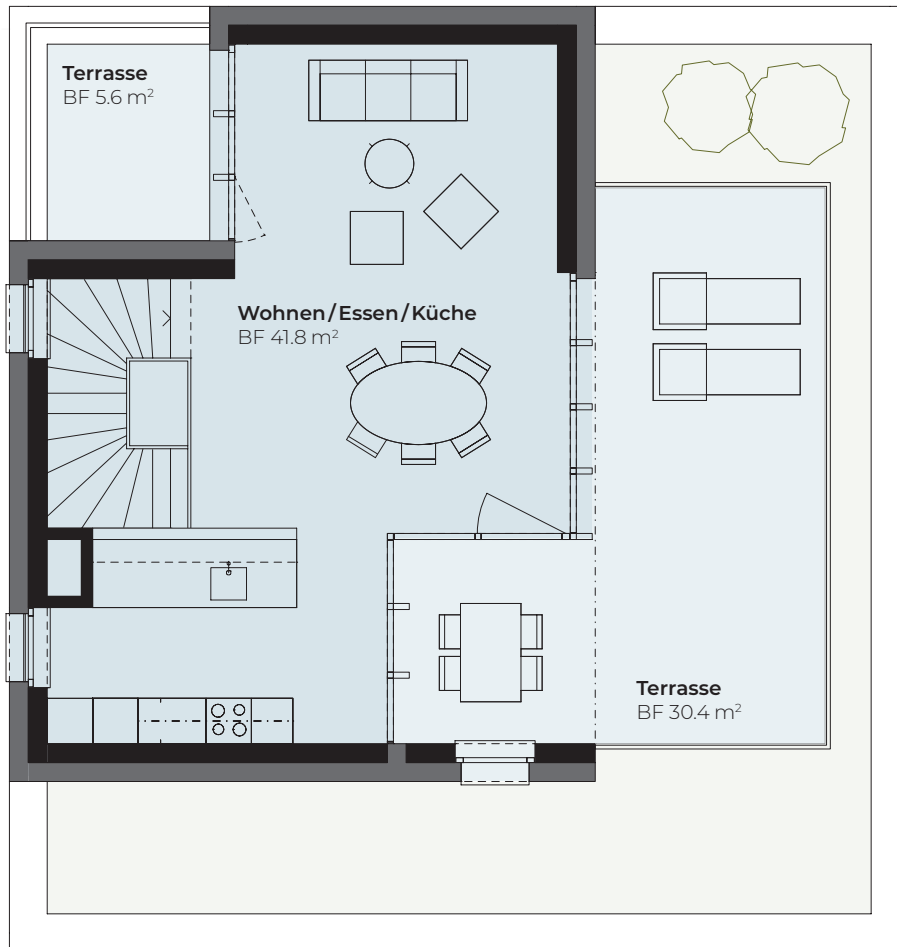 Terrasse
BF 5.6 m²
Wohnen/Essen/Küche
BF 41.8 m²
Terrasse
BF 30.4 m²